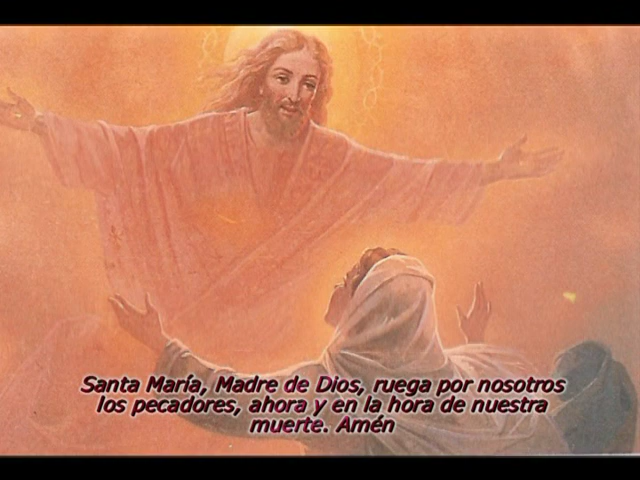 Santa María, Madre de Dios, ruega por nosotros
los pecadores, ahora y en la hora de nuestra
muerte. Amén